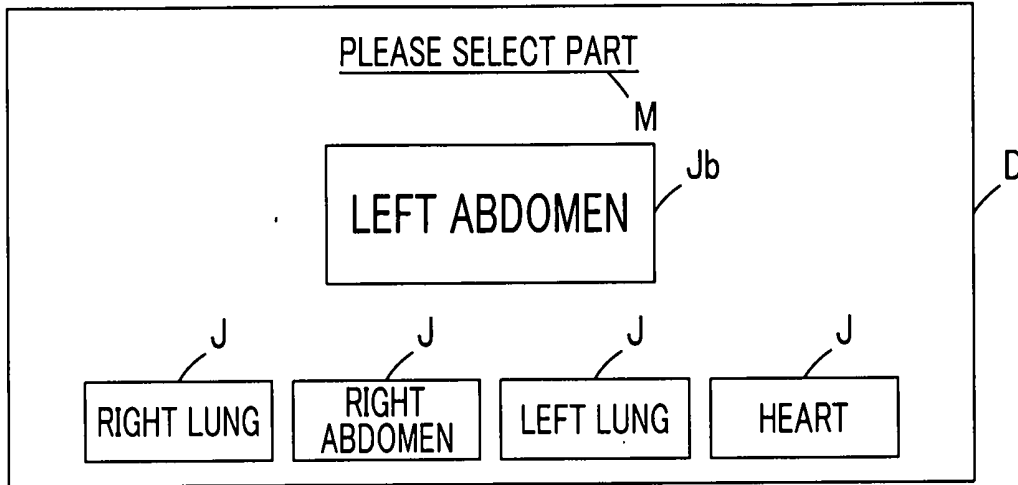 PLEASE SELECT PART
M
Jb
D
LEFT ABDOMEN
J
J
J
J
RIGHT LUNG
RIGHT
ABDOMEN
LEFT LUNG
HEART